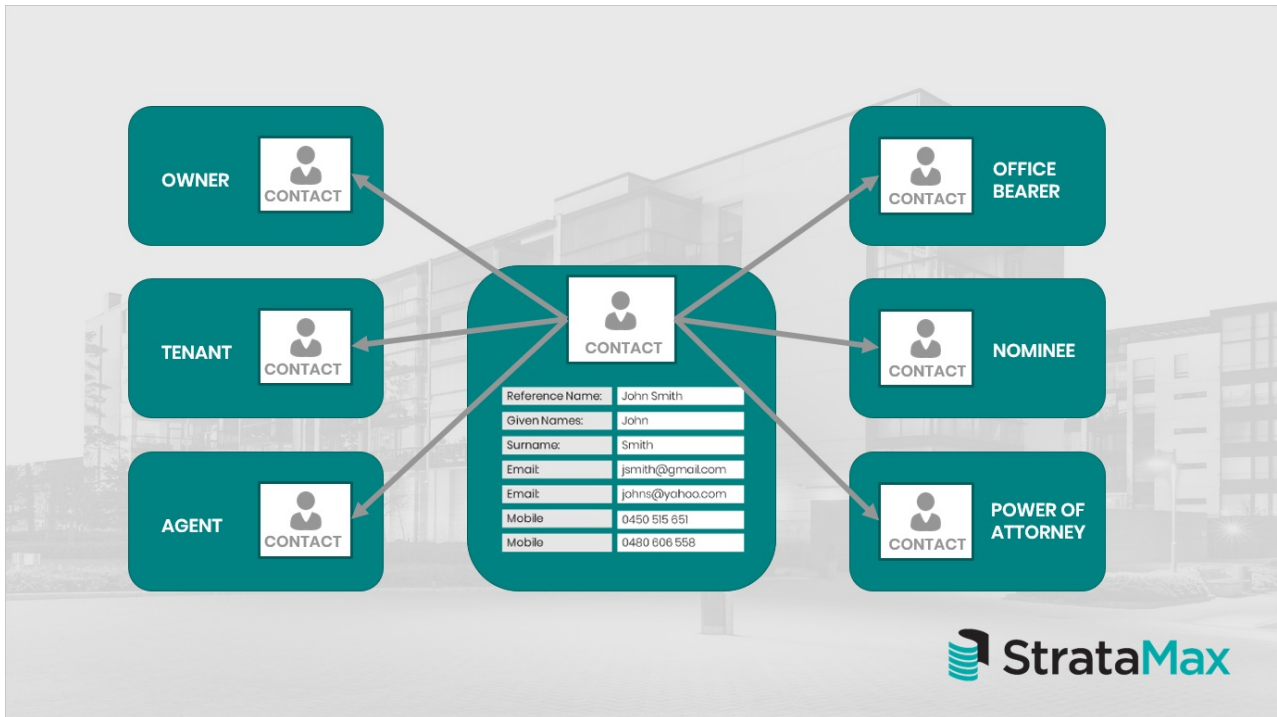 OWNER
CONTACT
TENANT
CONTACT
AGENT
CONTACT
CONTACT
Reference Name: John Smith
Given Names: John
Surname: Smith
Email: jsmith@gmail.com
Email: johns@yahoo.com
Mobile 0450 515 651
Mobile 0480 606 558
CONTACT
OFFICE
BEARER
CONTACT
NOMINEE
CONTACT
POWER OF
ATTORNEY
StrataMax